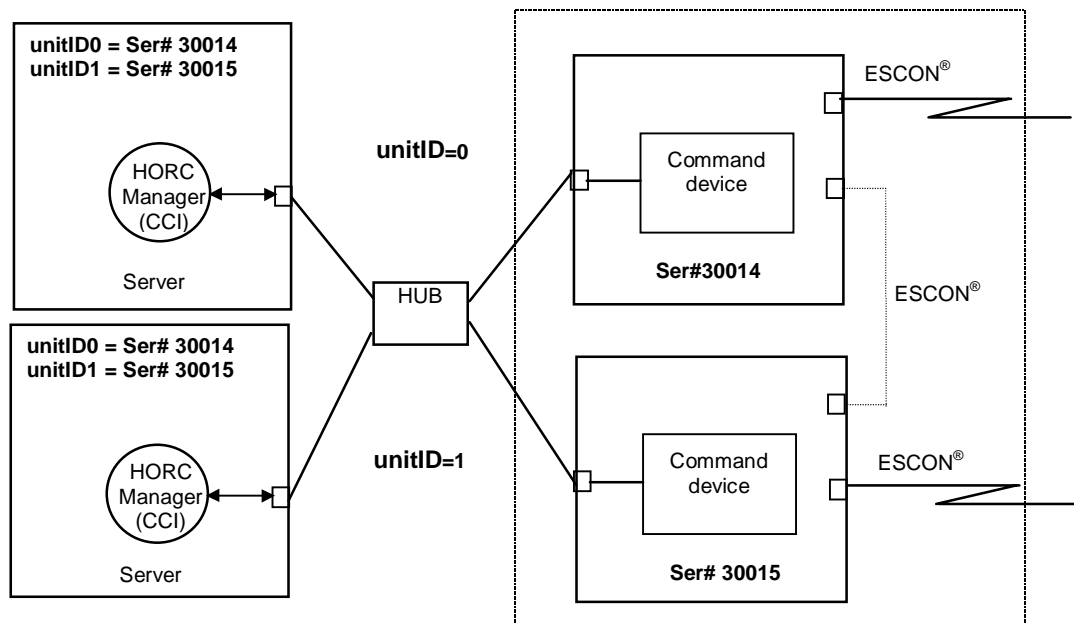 unitID0 = Ser# 30014
unitID1 = Ser# 30015
HORC
Manager
(CCI)
Server
unitID0 = Ser# 30014
unitID1 = Ser# 30015
HORC
Manager
(CCI)
Server
unitID=0
HUB
unitID=1
Command
device
Ser#30014
ESCON®
ESCON®
Command
device
Ser# 30015
ESCON®